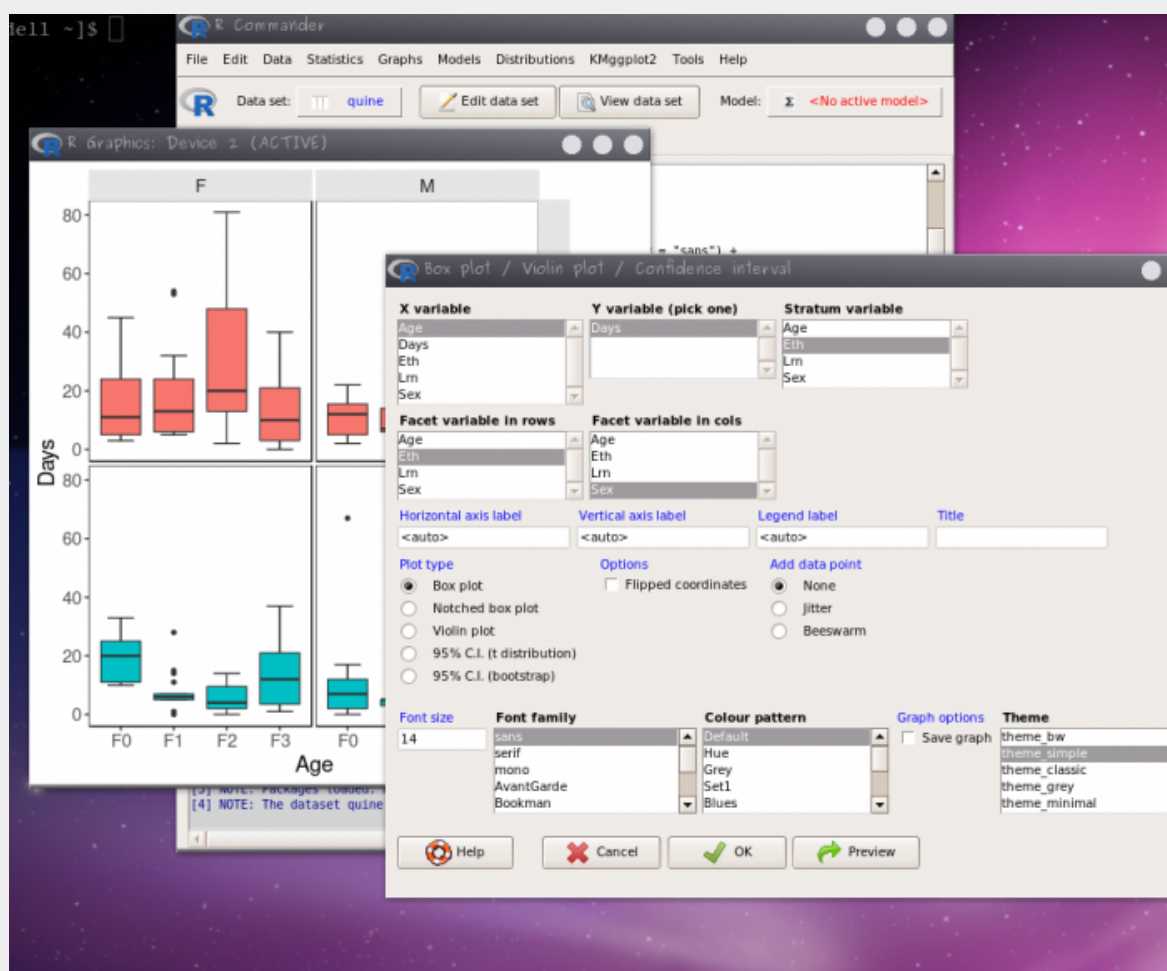 dell ~]$
R Commander
File Edit Data Statistics Graphs Models Distributions KMggplot2 Tools Help
R Data set: quine Edit data set View data set Model: Σ <No active model>
R Graphics: Device 2 (ACTIVE)
F M
= "sans") +
80
60
40
20
0
Days
80
60
40
20
0
F0 F1 F2 F3 F0
Age
[3] NOTE: Packages loaded:
[4] NOTE: The dataset quine
Box plot / Violin plot / Confidence interval
X variable Y variable (pick one) Stratum variable
Age Days Age
Days Eth
Eth Lrn
Lrn Sex
Sex
Facet variable in rows Facet variable in cols
Age Age
Eth Eth
Lrn Lrn
Sex Sex
Horizontal axis label Vertical axis label Legend label Title
<auto> <auto> <auto>
Plot type Options Add data point
Box plot Flipped coordinates None
Notched box plot Jitter
Violin plot Beeswarm
95% C.I. (t distribution)
95% C.I. (bootstrap)
Font size Font family Colour pattern Graph options Theme
14 sans Default Save graph theme_bw
serif Hue theme_simple
mono Grey theme_classic
AvantGarde Set1 theme_grey
Bookman Blues theme_minimal
Help Cancel OK Preview